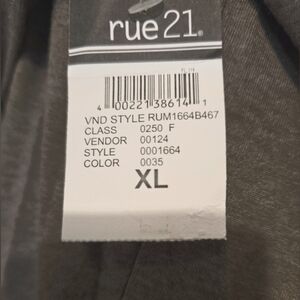 rue21®
4 00221 38614 1
VND STYLE RUM1664B467
CLASS 0250 F
VENDOR 00124
STYLE 0001664
COLOR 0035
XL